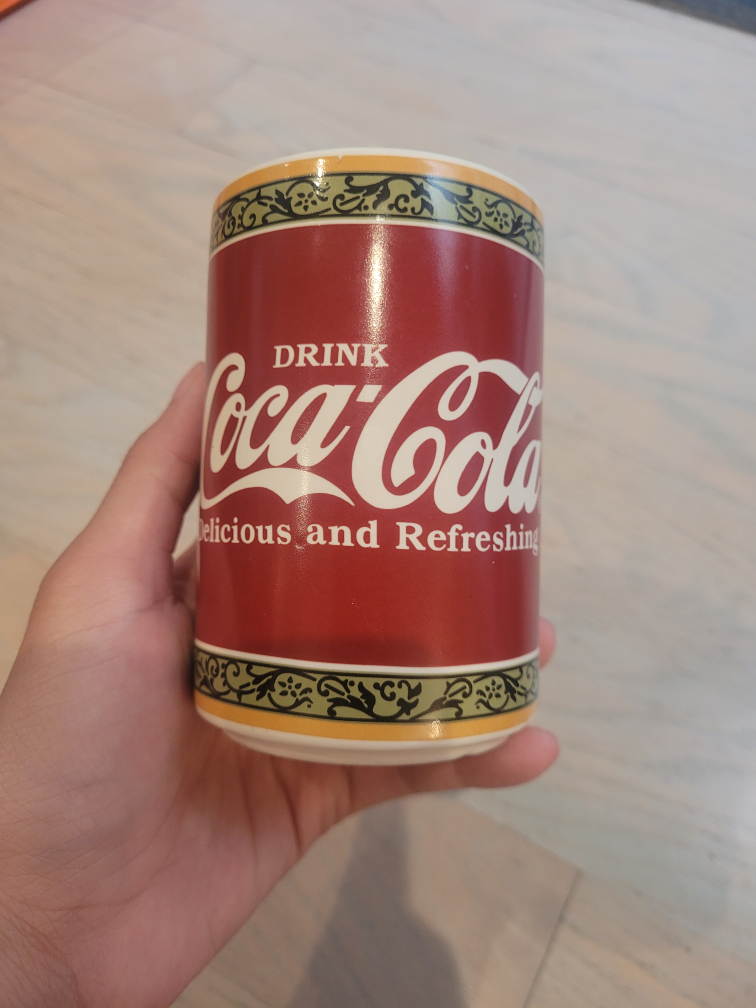 DRINK
Coca-Cola
Delicious and Refreshing